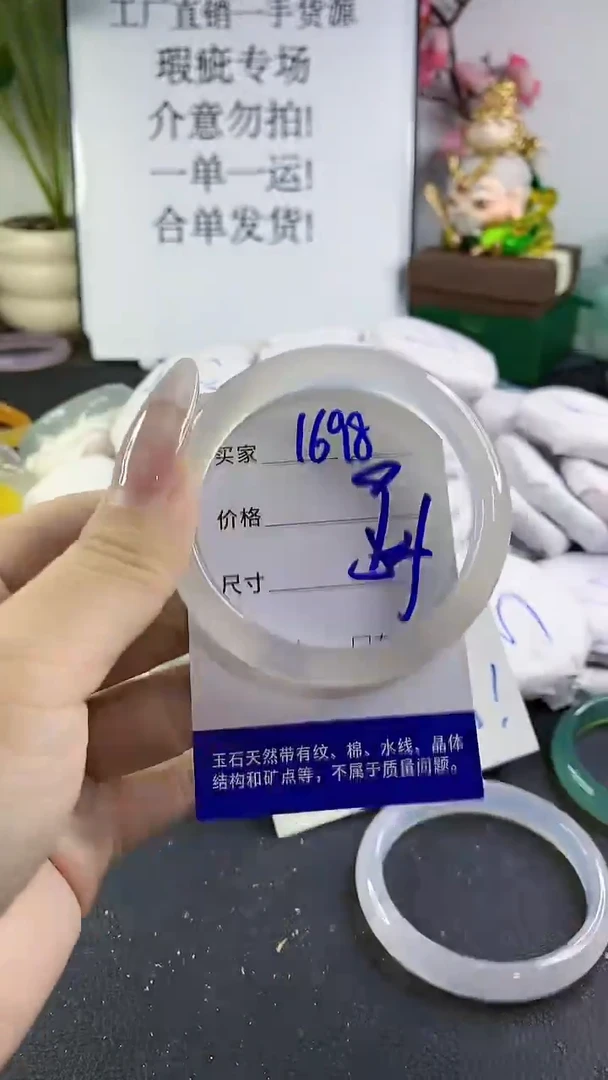 工厂直销一手货源
瑕疵专场
介意勿拍!
一单一运!
合单发货!
买家 1698
价格
尺寸
玉石天然带有纹、棉、水线，晶体
结构和矿点等，不属于质量问题。